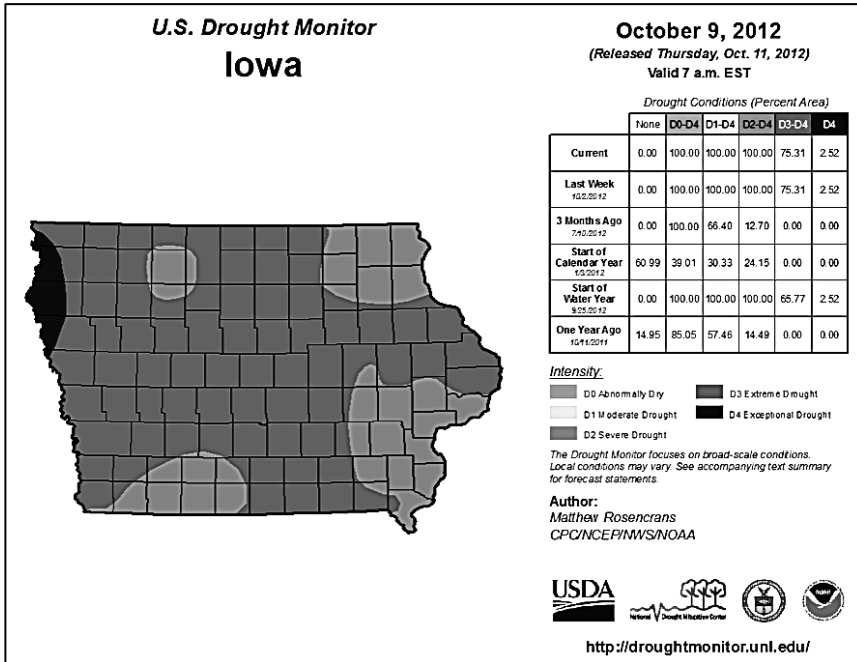 U.S. Drought Monitor
Iowa
October 9, 2012
(Released Thursday, Oct. 11, 2012)
Valid 7 a.m. EST
Drought Conditions (Percent Area)
None D0-D4 D1-D4 D2-D4 D3-D4 D4
Current 0.00 100.00 100.00 100.00 75.31 2.52
Last Week 10/2/2012 0.00 100.00 100.00 100.00 75.31 2.52
3 Months Ago 7/10/2012 0.00 100.00 66.40 12.70 0.00 0.00
Start of Calendar Year 1/3/2012 60.99 39.01 30.33 24.15 0.00 0.00
Start of Water Year 9/25/2012 0.00 100.00 100.00 100.00 65.77 2.52
One Year Ago 10/11/2011 14.95 85.05 57.46 14.49 0.00 0.00
Intensity:
D0 Abnormally Dry D3 Extreme Drought
D1 Moderate Drought D4 Exceptional Drought
D2 Severe Drought
The Drought Monitor focuses on broad-scale conditions.
Local conditions may vary. See accompanying text summary
for forecast statements.
Author:
Matthew Rosencrans
CPC/NCEP/NWS/NOAA
USDA
National Drought Mitigation Center
http://droughtmonitor.unl.edu/